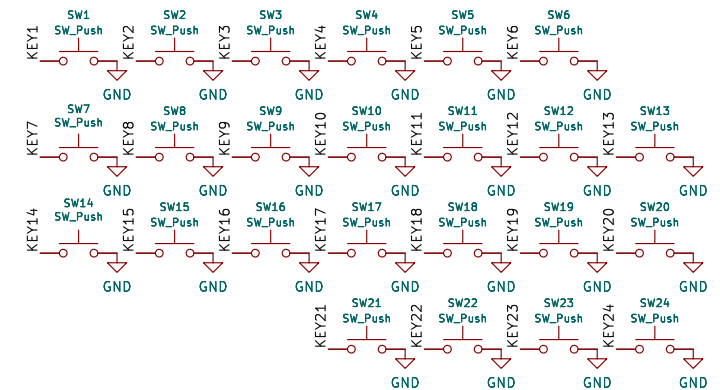 SW1 SW2 SW3 SW4 SW5 SW6
SW_Push SW_Push SW_Push SW_Push SW_Push SW_Push
KEY1 KEY2 KEY3 KEY4 KEY5 KEY6
GND GND GND GND GND GND
SW7 SW8 SW9 SW10 SW11 SW12 SW13
SW_Push SW_Push SW_Push SW_Push SW_Push SW_Push SW_Push
KEY7 KEY8 KEY9 KEY10 KEY11 KEY12 KEY13
GND GND GND GND GND GND GND
SW14 SW15 SW16 SW17 SW18 SW19 SW20
SW_Push SW_Push SW_Push SW_Push SW_Push SW_Push SW_Push
KEY14 KEY15 KEY16 KEY17 KEY18 KEY19 KEY20
GND GND GND GND GND GND GND
SW21 SW22 SW23 SW24
SW_Push SW_Push SW_Push SW_Push
KEY21 KEY22 KEY23 KEY24
GND GND GND GND